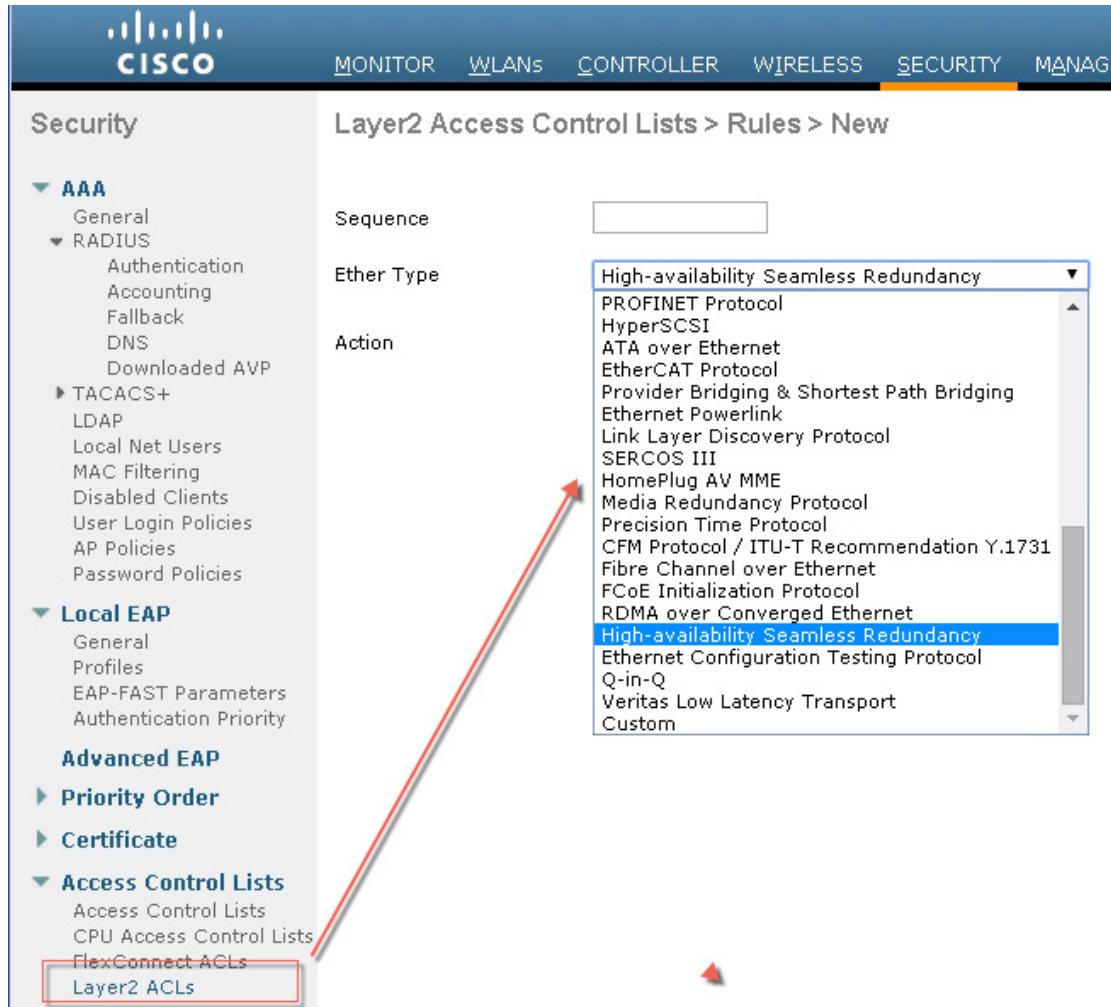 CISCO
MONITOR WLANs CONTROLLER WIRELESS SECURITY MANAG
Security
AAA
General
RADIUS
Authentication
Accounting
Fallback
DNS
Downloaded AVP
TACACS+
LDAP
Local Net Users
MAC Filtering
Disabled Clients
User Login Policies
AP Policies
Password Policies
Local EAP
General
Profiles
EAP-FAST Parameters
Authentication Priority
Advanced EAP
Priority Order
Certificate
Access Control Lists
Access Control Lists
CPU Access Control Lists
FlexConnect ACLs
Layer2 ACLs
Layer2 Access Control Lists > Rules > New
Sequence
Ether Type
High-availability Seamless Redundancy
Action
PROFINET Protocol
HyperSCSI
ATA over Ethernet
EtherCAT Protocol
Provider Bridging & Shortest Path Bridging
Ethernet Powerlink
Link Layer Discovery Protocol
SERCOS III
HomePlug AV MME
Media Redundancy Protocol
Precision Time Protocol
CFM Protocol / ITU-T Recommendation Y.1731
Fibre Channel over Ethernet
FCoE Initialization Protocol
RDMA over Converged Ethernet
High-availability Seamless Redundancy
Ethernet Configuration Testing Protocol
Q-in-Q
Veritas Low Latency Transport
Custom